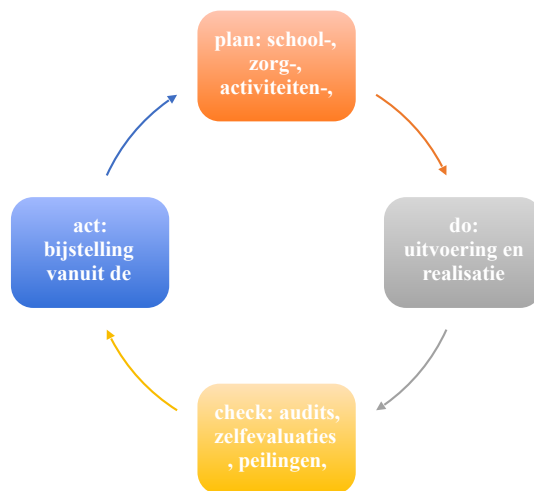 plan: school-,
zorg-,
activiteiten-,
do:
uitvoering en
realisatie
check: audits,
zelfevaluaties
, peilingen,
act:
bijstelling
vanuit de